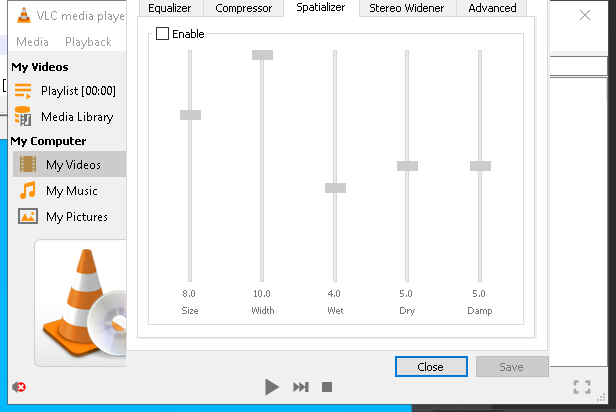 VLC media playe
Media Playback
Equalizer Compressor Spatializer Stereo Widener Advanced
Enable
My Videos
Playlist [00:00]
Media Library
My Computer
My Videos
My Music
My Pictures
8.0 10.0 4.0 5.0 5.0
Size Width Wet Dry Damp
Close Save